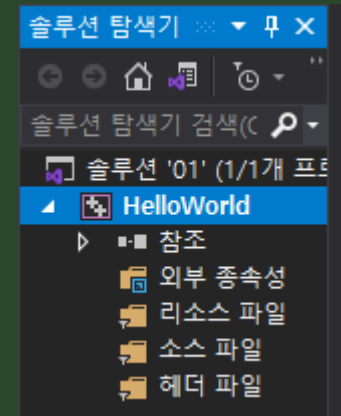 솔루션 탐색기
솔루션 탐색기 검색(C
솔루션 '01' (1/1개 프
HelloWorld
참조
외부 종속성
리소스 파일
소스 파일
헤더 파일